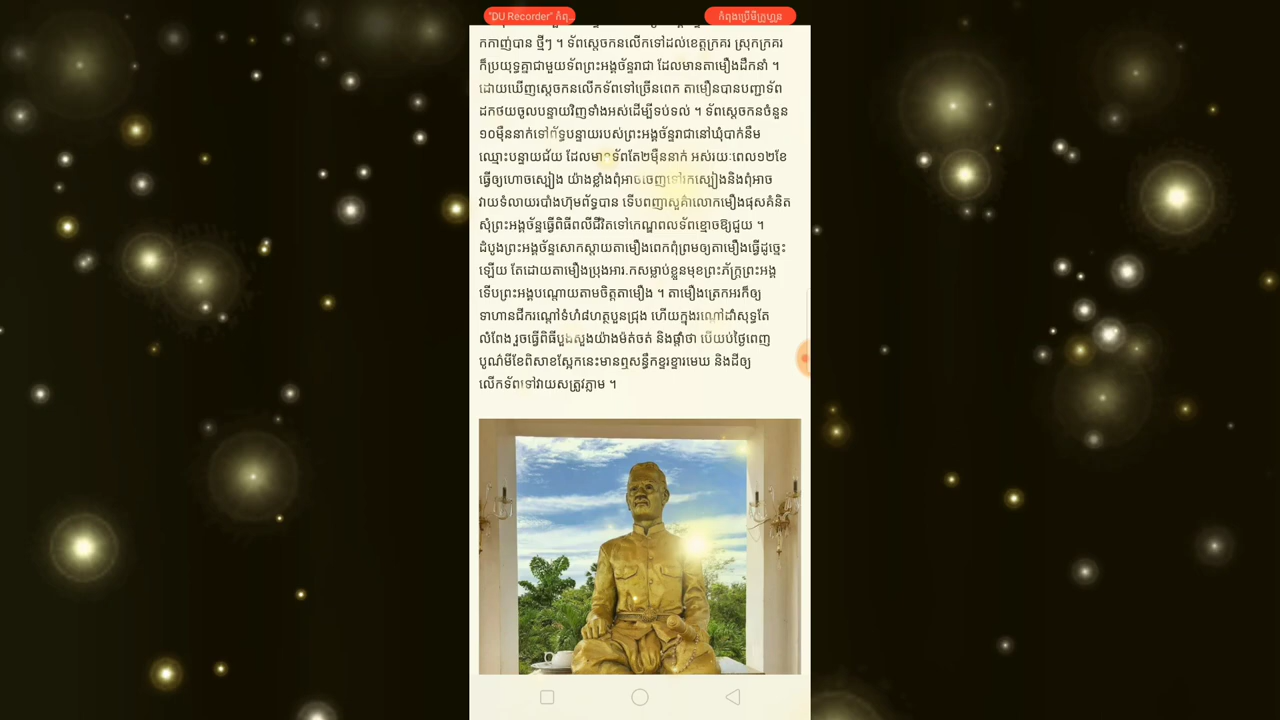 "DU Recorder" កំពុ...
កំពុងប្រើមីក្រូហ្វូន
កកាញ់បាន ថ្មីៗ ។ ទ័ពស្ដេចកនលើកទៅដល់ខេត្តក្រគរ ស្រុកក្រគរ
ក៏ប្រយុទ្ធគ្នាជាមួយទ័ពព្រះអង្គច័ន្ទរាជា ដែលមានតាមឿងដឹកនាំ ។
ដោយឃើញស្ដេចកនលើកទ័ពទៅច្រើនពេក តាមឿនបានបញ្ជាទ័ព
ដកថយចូលបន្ទាយវិញទាំងអស់ដើម្បីទប់ទល់ ។ ទ័ពស្ដេចកនចំនួន
១០ម៉ឺននាក់ទៅព័ទ្ធបន្ទាយរបស់ព្រះអង្គច័ន្ទរាជានៅឃុំបាក់នឹម
ឈ្មោះបន្ទាយជ័យ ដែលមានទ័ពតែ២ម៉ឺននាក់ អស់រយៈពេល១២ខែ
ធ្វើឲ្យហោចស្បៀង យ៉ាងខ្លាំងពុំអាចចេញទៅរកស្បៀងនិងពុំអាច
វាយទំលាយរបាំងហ៊ុមព័ទ្ធបាន ទើបពញាសួគ៌ាលោកមឿងផុសគំនិត
សុំព្រះអង្គច័ន្ទធ្វើពិធីពលីជីវិតទៅកេណ្ឌពលទ័ពខ្មោចឱ្យជួយ ។
ដំបូងព្រះអង្គច័ន្ទសោកស្ដាយតាមឿងពេកពុំព្រមឲ្យតាមឿងធ្វើដូច្នេះ
ឡើយ តែដោយតាមឿងប្រុងអារ.កសម្លាប់ខ្លួនមុខព្រះភ័ក្ត្រព្រះអង្គ
ទើបព្រះអង្គបណ្ដោយតាមចិត្តតាមឿង ។ តាមឿងត្រេកអរក៏ឲ្យ
ទាហានជីករណ្ដៅទំហំ៨ហត្ថបួនជ្រុង ហើយក្នុងរណ្ដៅដាំសុទ្ធតែ
លំពែង រួចធ្វើពិធីបួងសួងយ៉ាងម៉ត់ចត់ និងផ្ដាំថា បើយប់ថ្ងៃពេញ
បូណ៌មីខែពិសាខស្អែកនេះមានឮសន្ធឹកខ្ទរខ្ទារមេឃ និងដីឲ្យ
លើកទ័ពទៅវាយសត្រូវភ្លាម ។